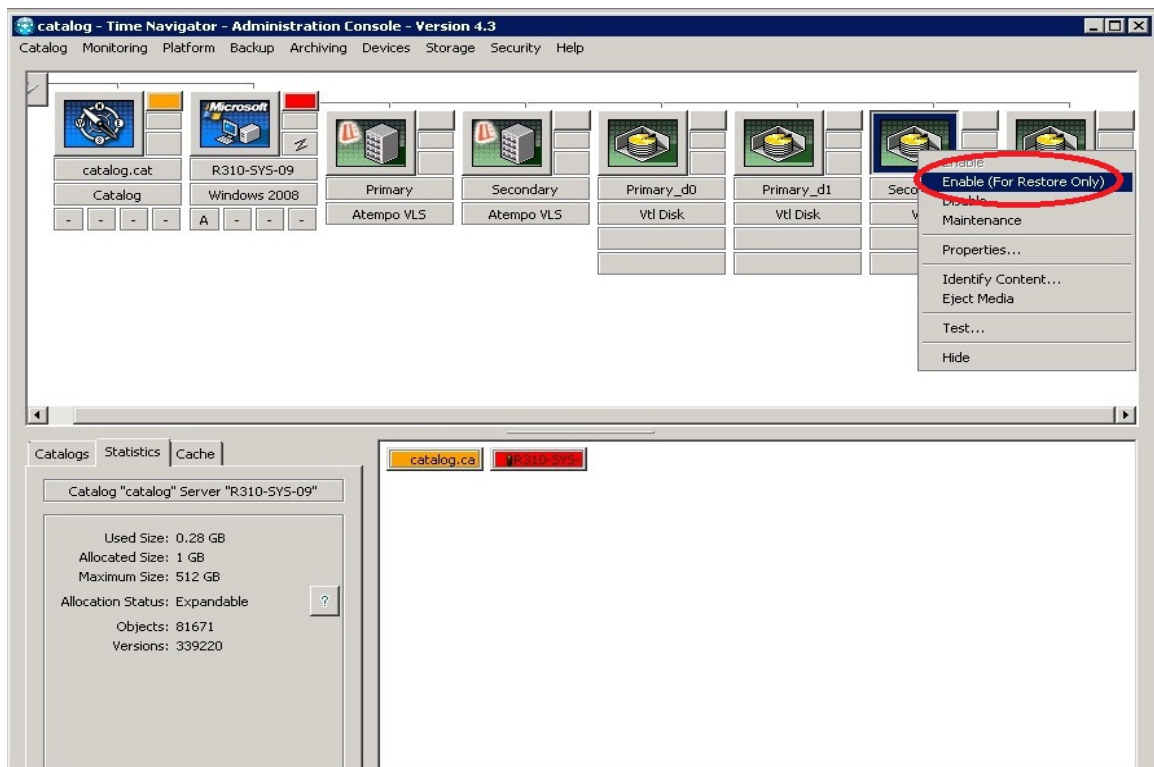 catalog - Time Navigator - Administration Console - Version 4.3
Catalog Monitoring Platform Backup Archiving Devices Storage Security Help
Microsoft
catalog.cat R310-SYS-09 Primary Secondary Primary_d0 Primary_d1 Seco
Catalog Windows 2008 Atempo VLS Atempo VLS Vtl Disk Vtl Disk V
- - - - A - - -
Enable
Enable (For Restore Only)
Disable
Maintenance
Properties...
Identify Content...
Eject Media
Test...
Hide
Catalogs Statistics Cache
catalog.ca R310-SYS-
Catalog "catalog" Server "R310-SYS-09"
Used Size: 0.28 GB
Allocated Size: 1 GB
Maximum Size: 512 GB
Allocation Status: Expandable ?
Objects: 81671
Versions: 339220